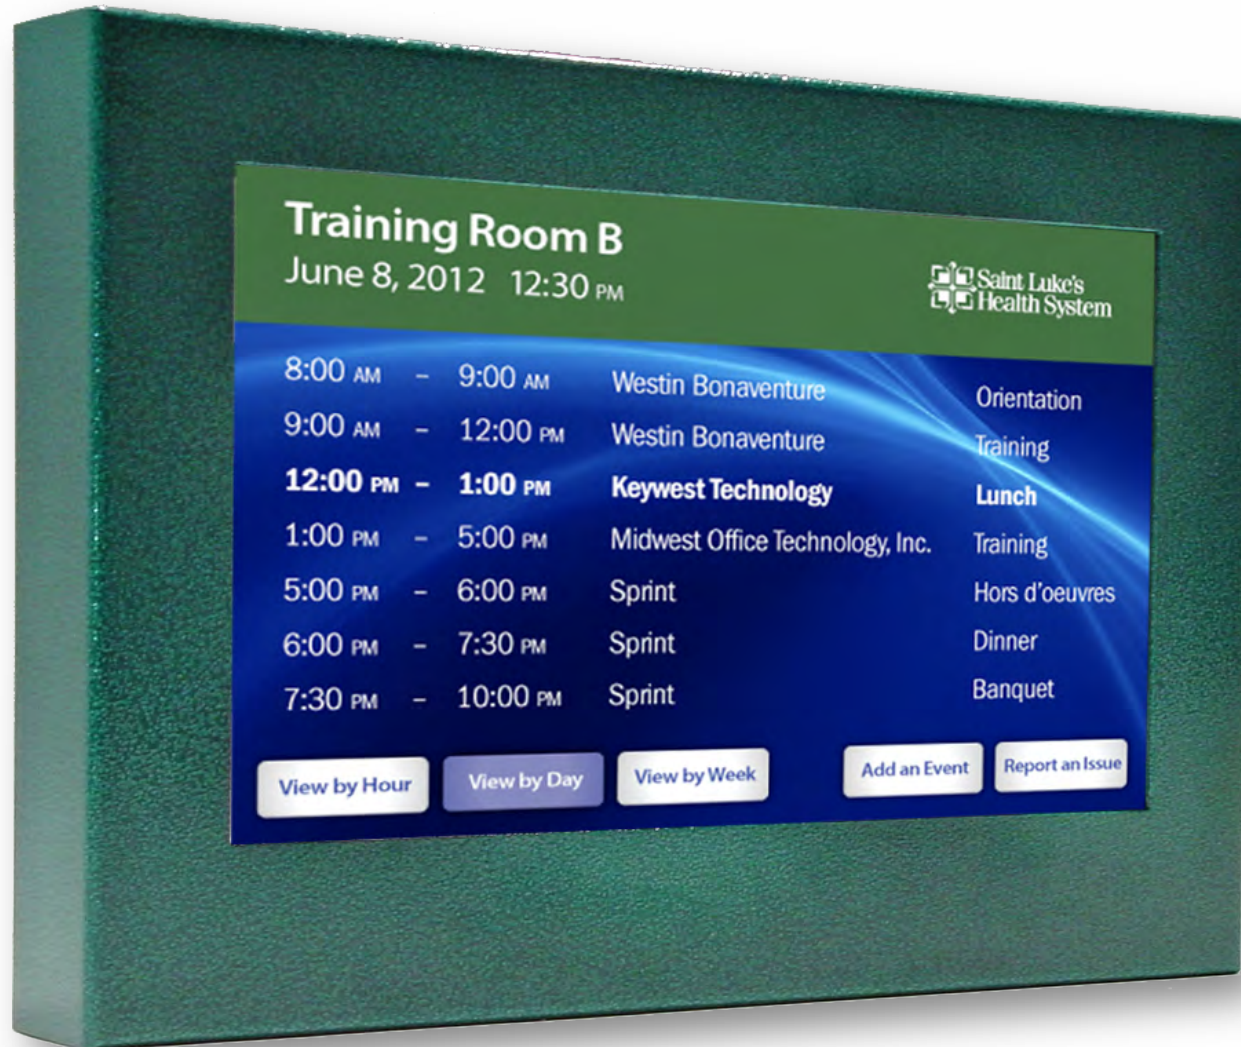 Training Room B
June 8, 2012 12:30 PM
Saint Luke's
Health System
8:00 AM – 9:00 AM Westin Bonaventure Orientation
9:00 AM – 12:00 PM Westin Bonaventure Training
12:00 PM – 1:00 PM Keywest Technology Lunch
1:00 PM – 5:00 PM Midwest Office Technology, Inc. Training
5:00 PM – 6:00 PM Sprint Hors d'oeuvres
6:00 PM – 7:30 PM Sprint Dinner
7:30 PM – 10:00 PM Sprint Banquet
View by Hour View by Day View by Week Add an Event Report an Issue